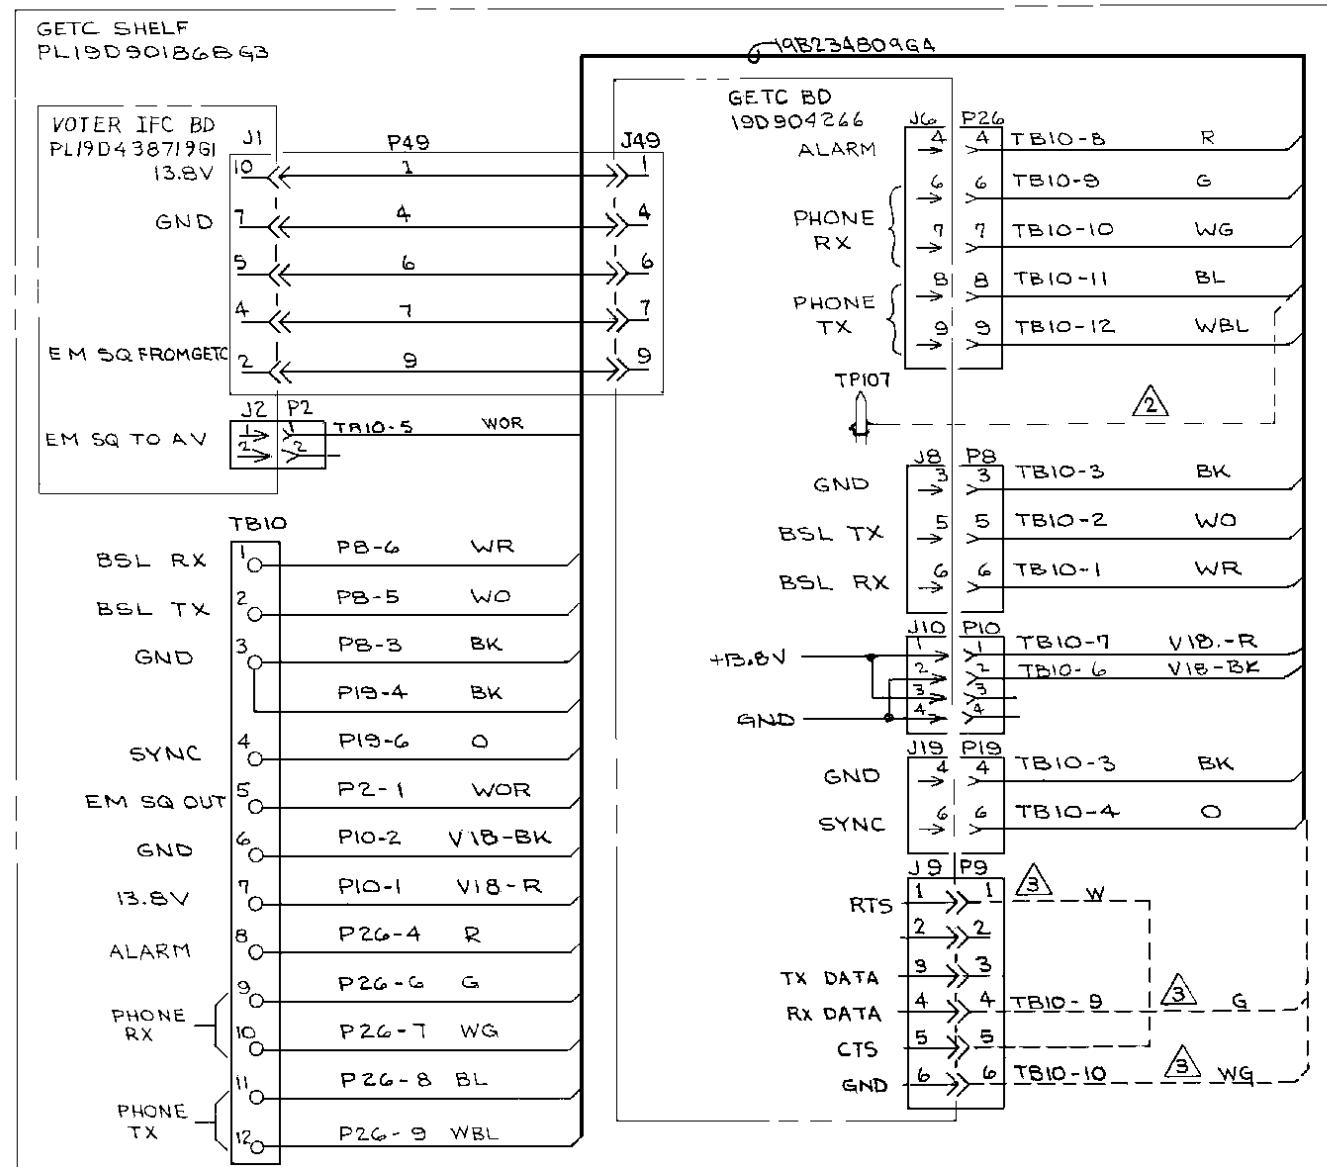 GETC SHELF
PL19D901868G3
19B234809G4
VOTER IFC BD
PL19D438719G1
J1
P49
J49
13.8V 10 1 1
GND 7 4 4
5 6 6
4 7 7
EM SQ FROM GETC 2 9 9
J2 P2
EM SQ TO AV 1 1 TB10-5 WOR
2 2
TB10
BSL RX 1 P8-6 WR
BSL TX 2 P8-5 WO
GND 3 P8-3 BK
P19-4 BK
SYNC 4 P19-6 O
EM SQ OUT 5 P2-1 WOR
GND 6 P10-2 V18-BK
13.8V 7 P10-1 V18-R
ALARM 8 P26-4 R
PHONE RX
9 P26-6 G
10 P26-7 WG
PHONE TX
11 P26-8 BL
12 P26-9 WBL
GETC BD
19D904266
J6 P26
ALARM 4 4 TB10-8 R
PHONE RX
6 6 TB10-9 G
7 7 TB10-10 WG
PHONE TX
8 8 TB10-11 BL
9 9 TB10-12 WBL
TP107
2
J8 P8
GND 3 3 TB10-3 BK
BSL TX 5 5 TB10-2 WO
BSL RX 6 6 TB10-1 WR
J10 P10
+13.8V 1 1 TB10-7 V18.-R
2 2 TB10-6 V18-BK
3 3
GND 4 4
J19 P19
GND 4 4 TB10-3 BK
SYNC 6 6 TB10-4 O
J9 P9
RTS 1 1 3 W
2 2
TX DATA 3 3
RX DATA 4 4 TB10-9 3 G
CTS 5 5
GND 6 6 TB10-10 3 WG